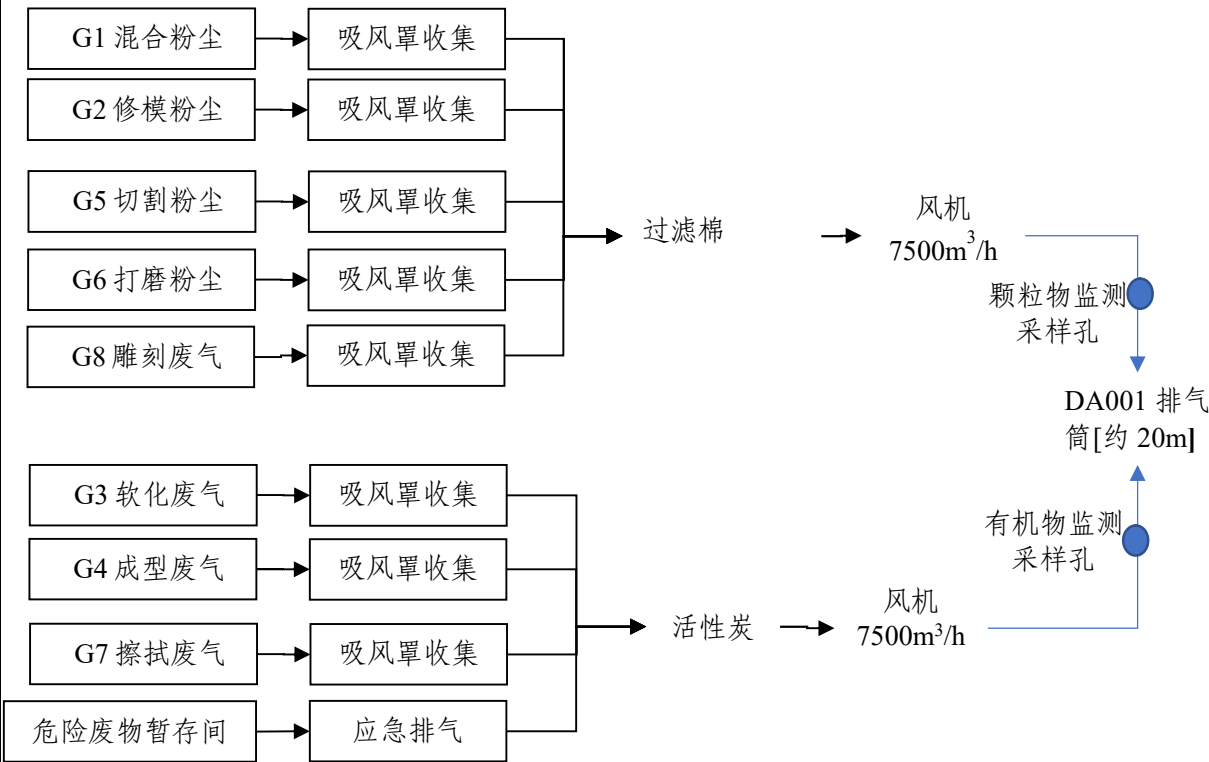 G1 混合粉尘
吸风罩收集
G2 修模粉尘
吸风罩收集
G5 切割粉尘
吸风罩收集
G6 打磨粉尘
吸风罩收集
G8 雕刻废气
吸风罩收集
过滤棉
风机
7500m³/h
颗粒物监测
采样孔
DA001 排气
筒[约 20m]
G3 软化废气
吸风罩收集
G4 成型废气
吸风罩收集
G7 擦拭废气
吸风罩收集
危险废物暂存间
应急排气
活性炭
风机
7500m³/h
有机物监测
采样孔